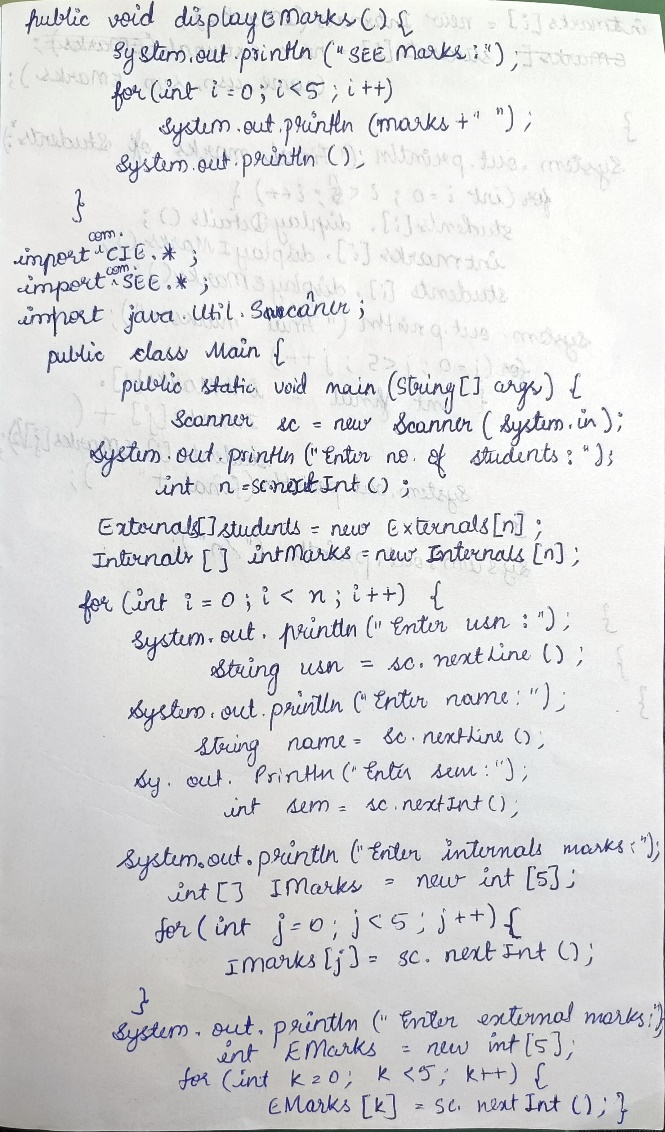 public void displayEMarks () {
System.out.println ("SEE Marks :");
for (int i = 0 ; i<5 ; i++)
System.out.println (marks + " ") ;
System.out.println ();
}
import com. CIE.* ;
import com. SEE.* ;
import java.Util.Scanner ;
public class Main {
public static void main (String[] args) {
Scanner sc = new Scanner (System.in);
System.out.println ("Enter no. of students : ");
int n = sc.nextInt () ;
Externals[] students = new Externals[n] ;
Internals [] intMarks = new Internals [n] ;
for (int i = 0 ; i < n ; i++) {
System.out. println (" Enter usn : ") ;
String usn = sc. nextLine () ;
System.out.println ("Enter name : ") ;
String name = sc. nextLine () ;
Sy. out. Println ("Enter sem : ");
int sem = sc.nextInt () ;
System.out.println ("Enter internals marks : ");
int [] IMarks = new int [5] ;
for ( int j = 0 ; j < 5 ; j++) {
IMarks [j] = sc. next Int () ;
}
System. out. println (" Enter external marks:")
int EMarks = new int [5];
for (int k = 0; k < 5; k++) {
EMarks [k] = sc. next Int () ; }